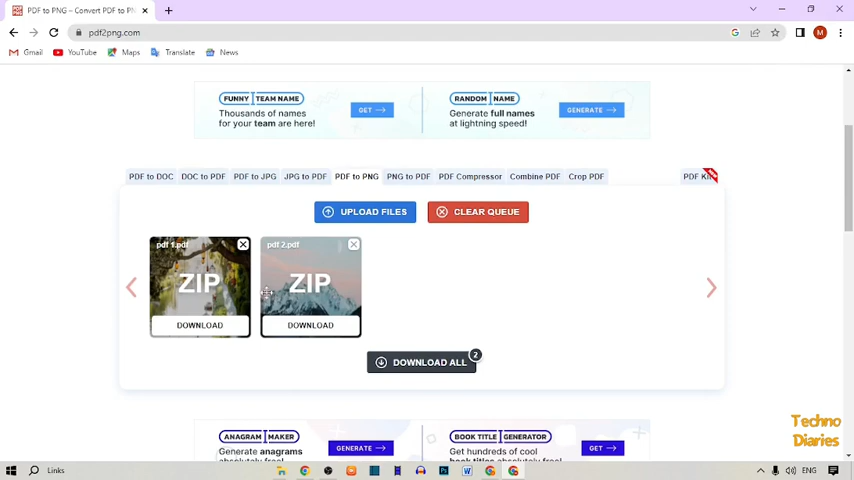 PDF to PNG – Convert PDF to PN
pdf2png.com
M
Gmail YouTube Maps Translate News
FUNNY TEAM NAME
Thousands of names
for your team are here!
GET
RANDOM NAME
Generate full names
at lightning speed!
GENERATE
PDF to DOC DOC to PDF PDF to JPG JPG to PDF PDF to PNG PNG to PDF PDF Compressor Combine PDF Crop PDF PDF Kit
UPLOAD FILES CLEAR QUEUE
pdf 1.pdf pdf 2.pdf
ZIP ZIP
DOWNLOAD DOWNLOAD
DOWNLOAD ALL 2
ANAGRAM MAKER
Generate anagrams
GENERATE
BOOK TITLE GENERATOR
Get hundreds of cool
GET
Techno
Diaries
Links
ENG